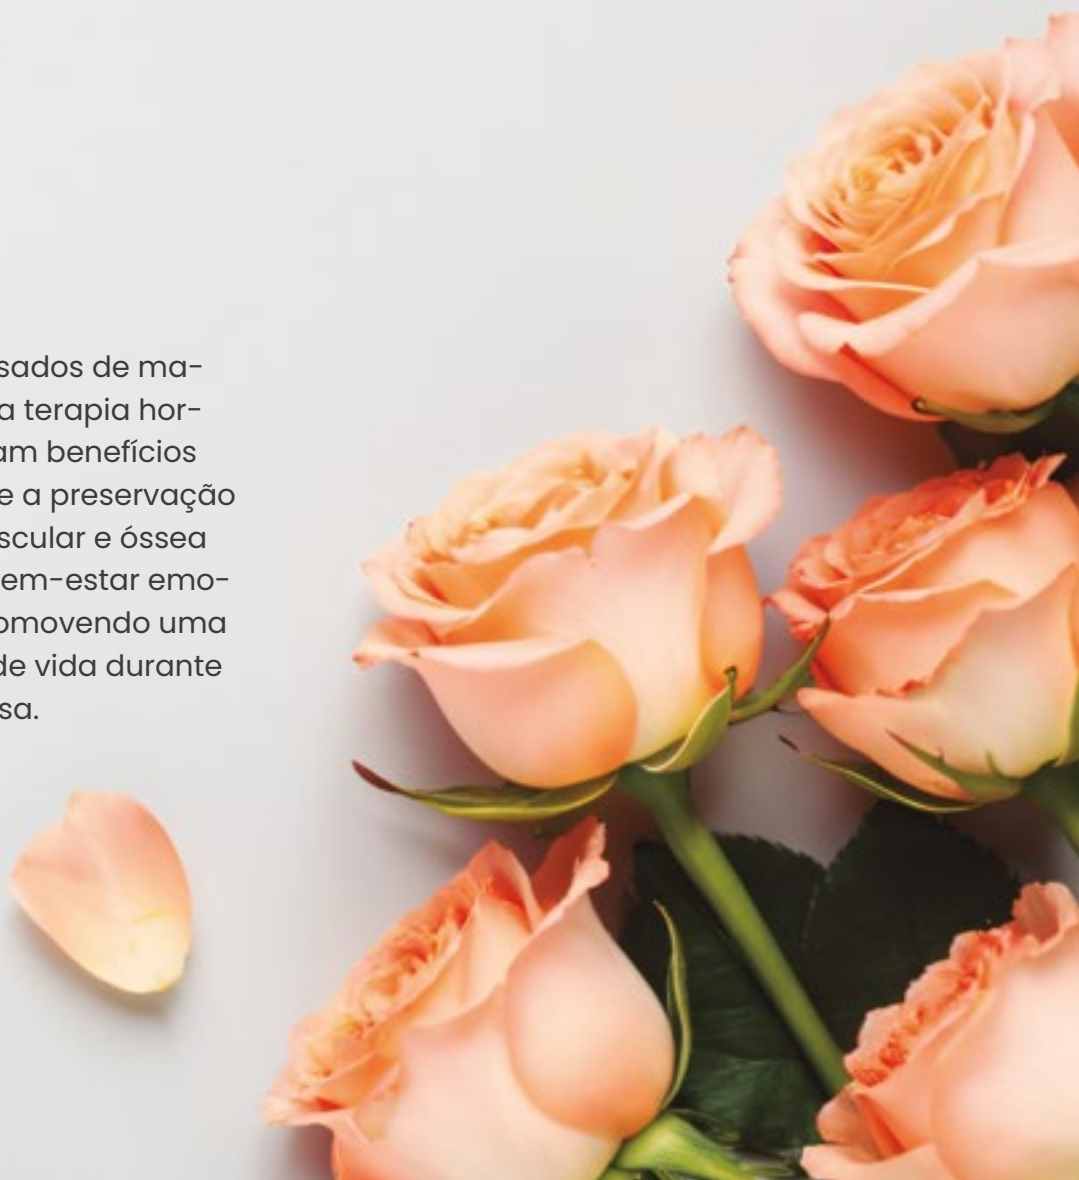 sados de ma-
a terapia hor-
am benefícios
e a preservação
scular e óssea
em-estar emo-
omovendo uma
de vida durante
sa.